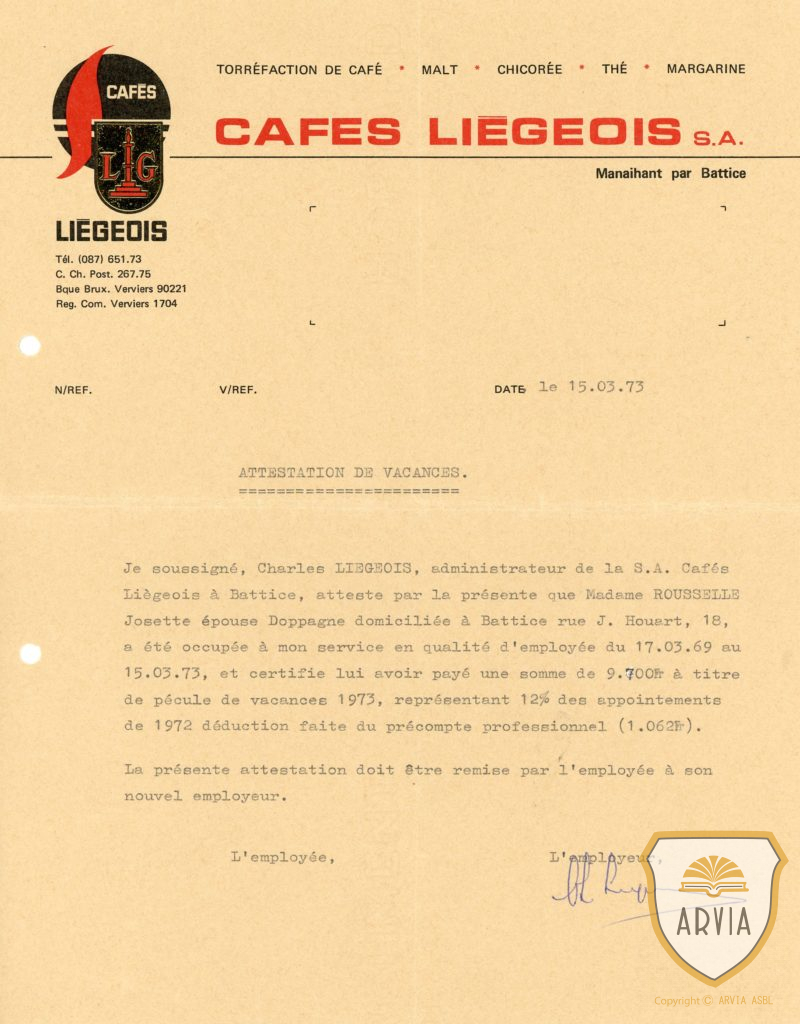 TORRÉFACTION DE CAFÉ * MALT * CHICORÉE * THÉ * MARGARINE
CAFÉS
LIG
LIÉGEOIS
CAFES LIÉGEOIS S.A.
Manaihant par Battice
Tél. (087) 651.73
C. Ch. Post. 267.75
Bque Brux. Verviers 90221
Reg. Com. Verviers 1704
N/REF. V/REF. DATE le 15.03.73
ATTESTATION DE VACANCES.
=======================
Je soussigné, Charles LIEGEOIS, administrateur de la S.A. Cafés
Liègeois à Battice, atteste par la présente que Madame ROUSSELLE
Josette épouse Doppagne domiciliée à Battice rue J. Houart, 18,
a été occupée à mon service en qualité d'employée du 17.03.69 au
15.03.73, et certifie lui avoir payé une somme de 9.700Fr à titre
de pécule de vacances 1973, représentant 12% des appointements
de 1972 déduction faite du précompte professionnel (1.062Fr).
La présente attestation doit être remise par l'employée à son
nouvel employeur.
L'employée, L'employeur,
ARVIA
Copyright © ARVIA ASBL